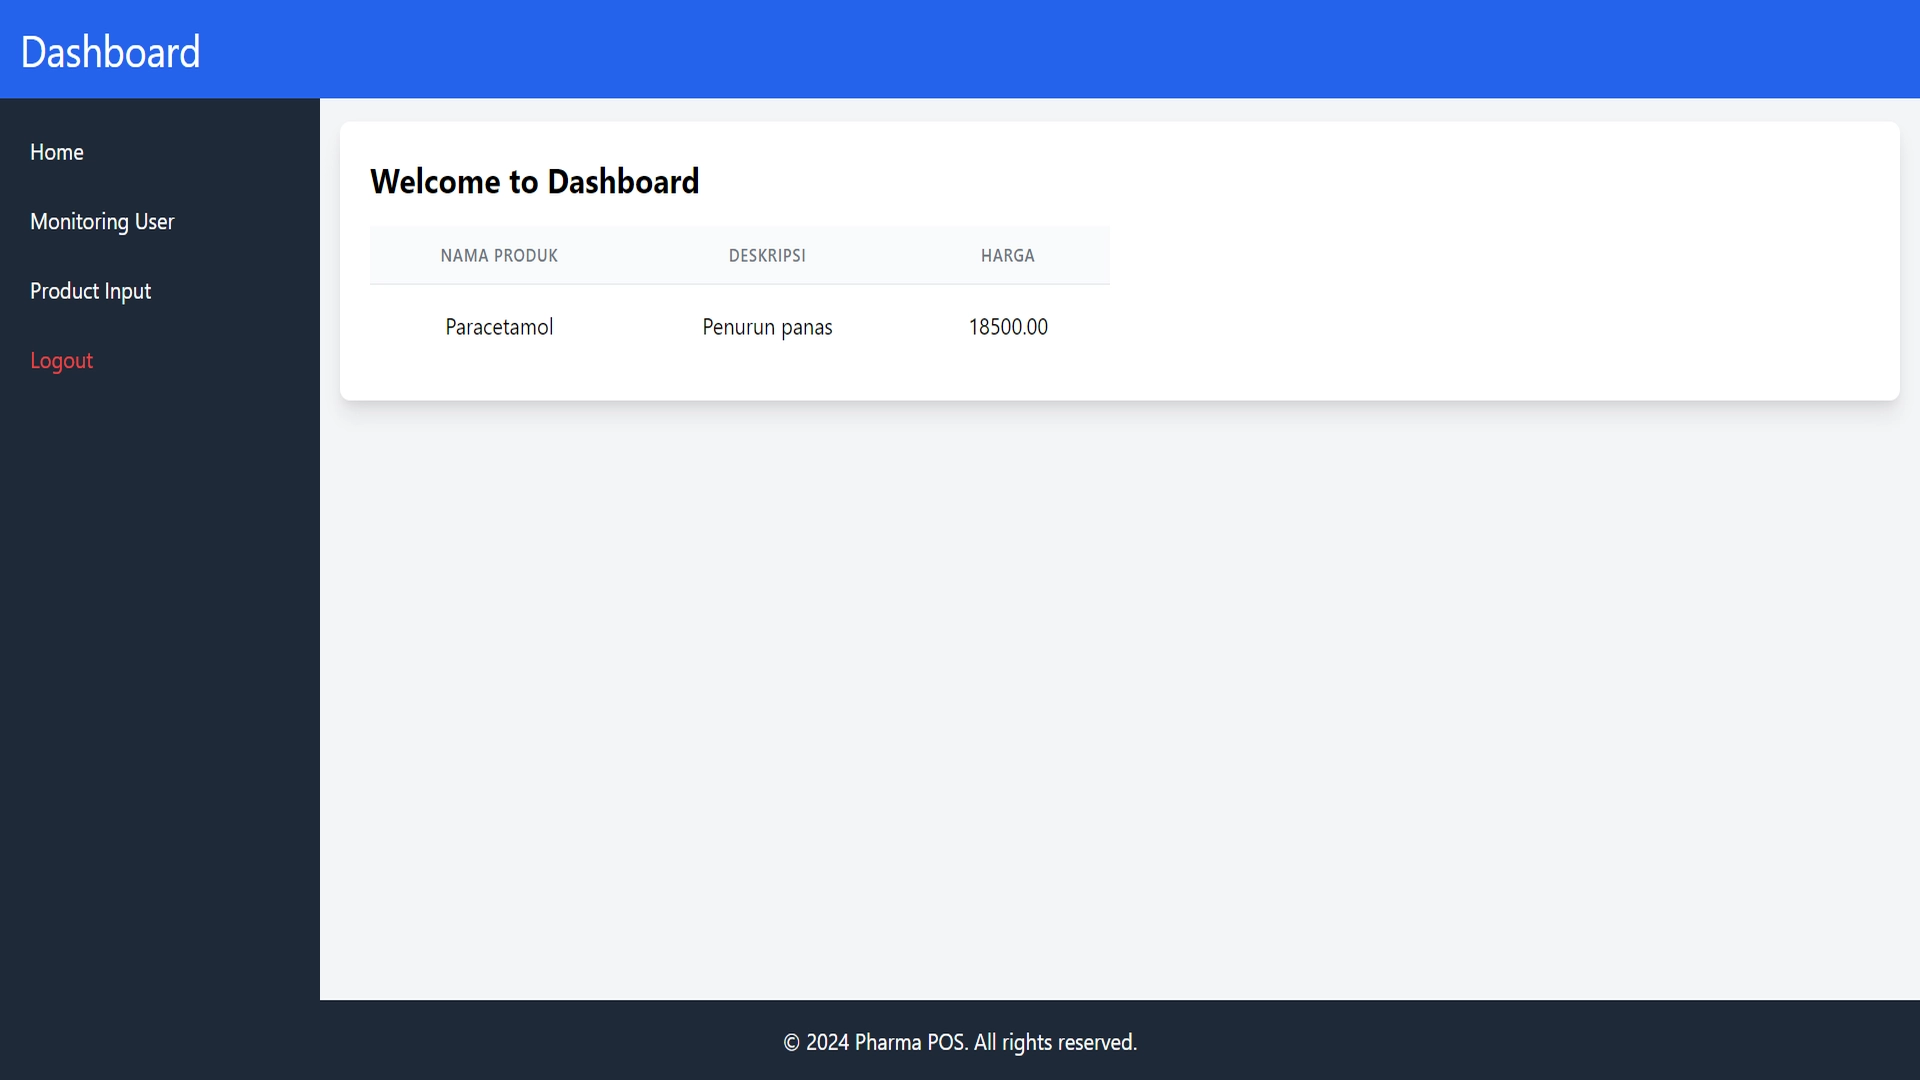 Dashboard
Home
Monitoring User
Product Input
Logout
Welcome to Dashboard
NAMA PRODUK DESKRIPSI HARGA
Paracetamol Penurun panas 18500.00
© 2024 Pharma POS. All rights reserved.